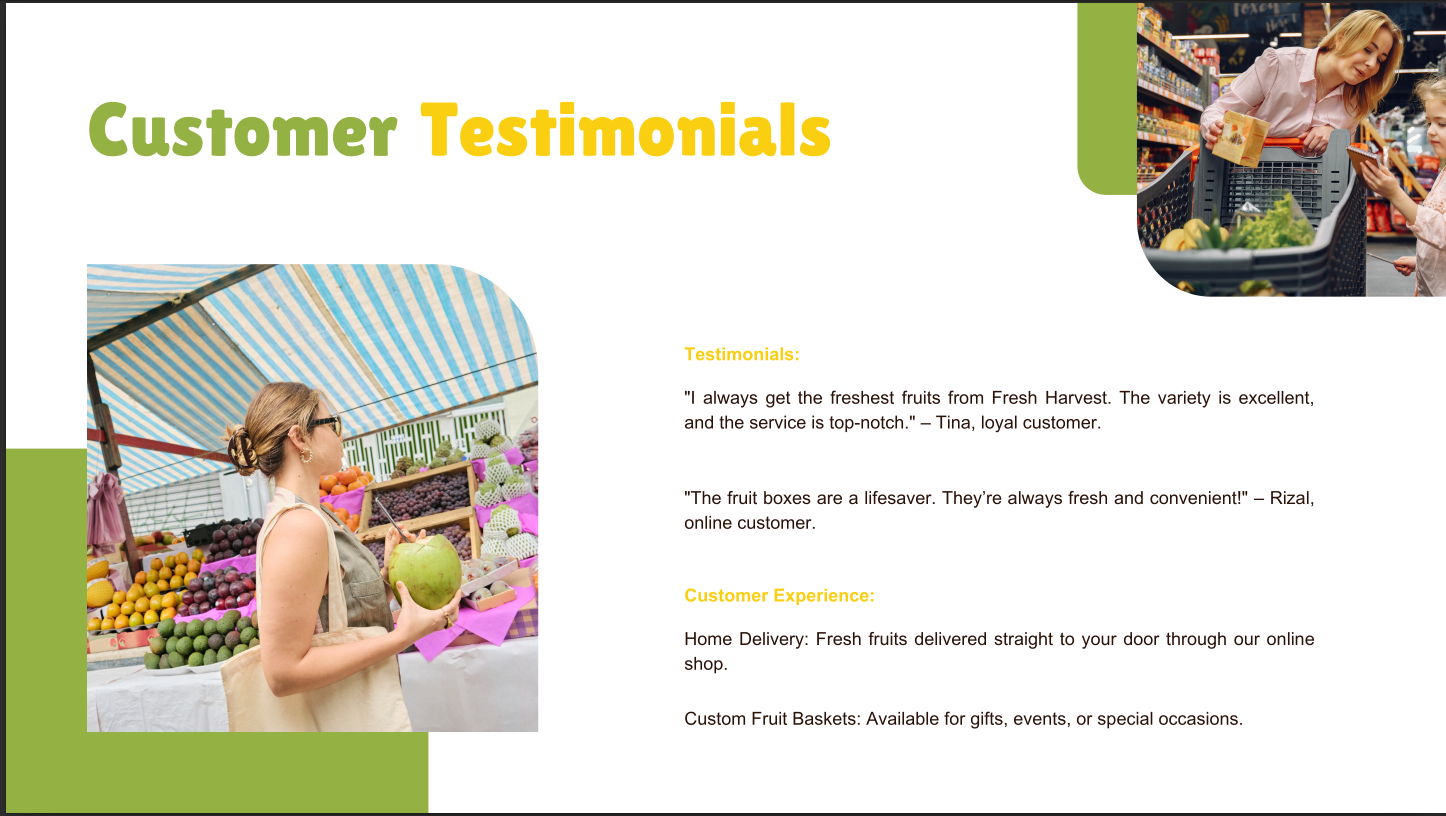 Customer Testimonials
Testimonials:
"I always get the freshest fruits from Fresh Harvest. The variety is excellent,
and the service is top-notch." – Tina, loyal customer.
"The fruit boxes are a lifesaver. They’re always fresh and convenient!" – Rizal,
online customer.
Customer Experience:
Home Delivery: Fresh fruits delivered straight to your door through our online
shop.
Custom Fruit Baskets: Available for gifts, events, or special occasions.